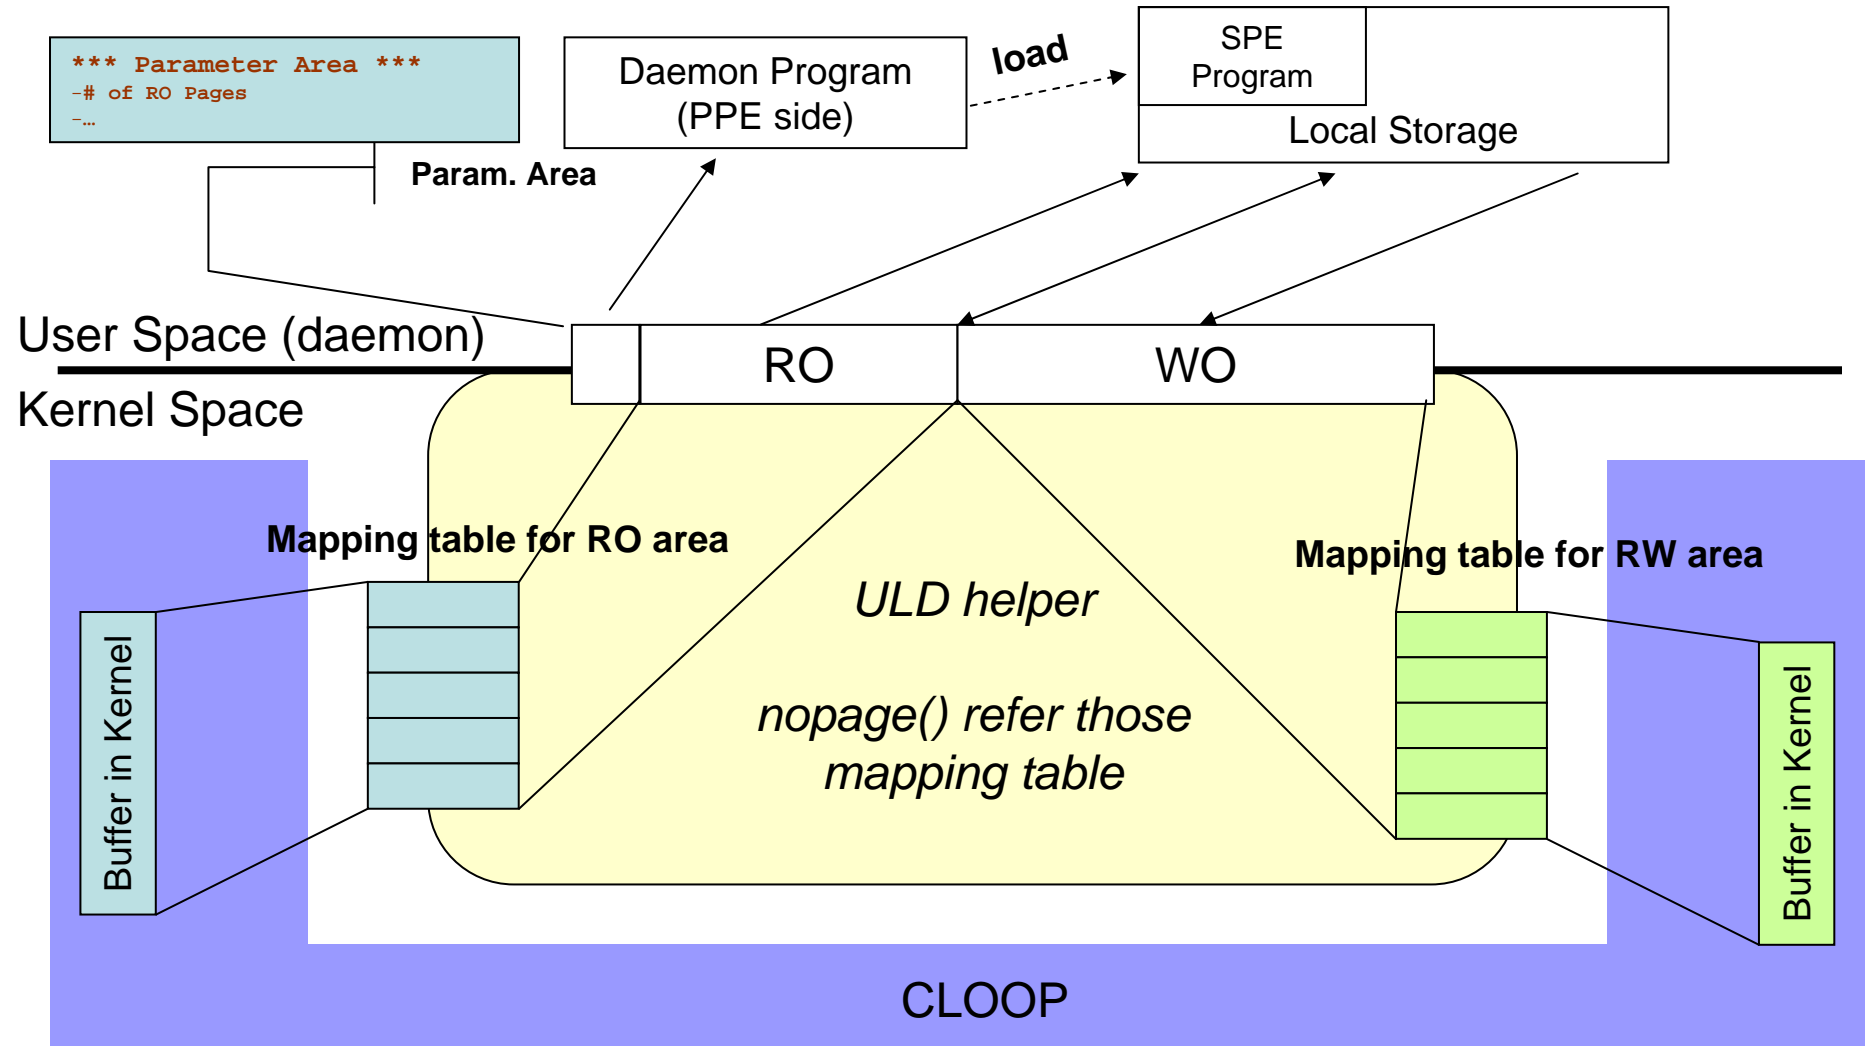 *** Parameter Area ***
-# of RO Pages
-…
Param. Area
Daemon Program
(PPE side)
load
SPE
Program
Local Storage
User Space (daemon)
Kernel Space
RO
WO
Mapping table for RO area
Mapping table for RW area
ULD helper
nopage() refer those
mapping table
Buffer in Kernel
Buffer in Kernel
CLOOP